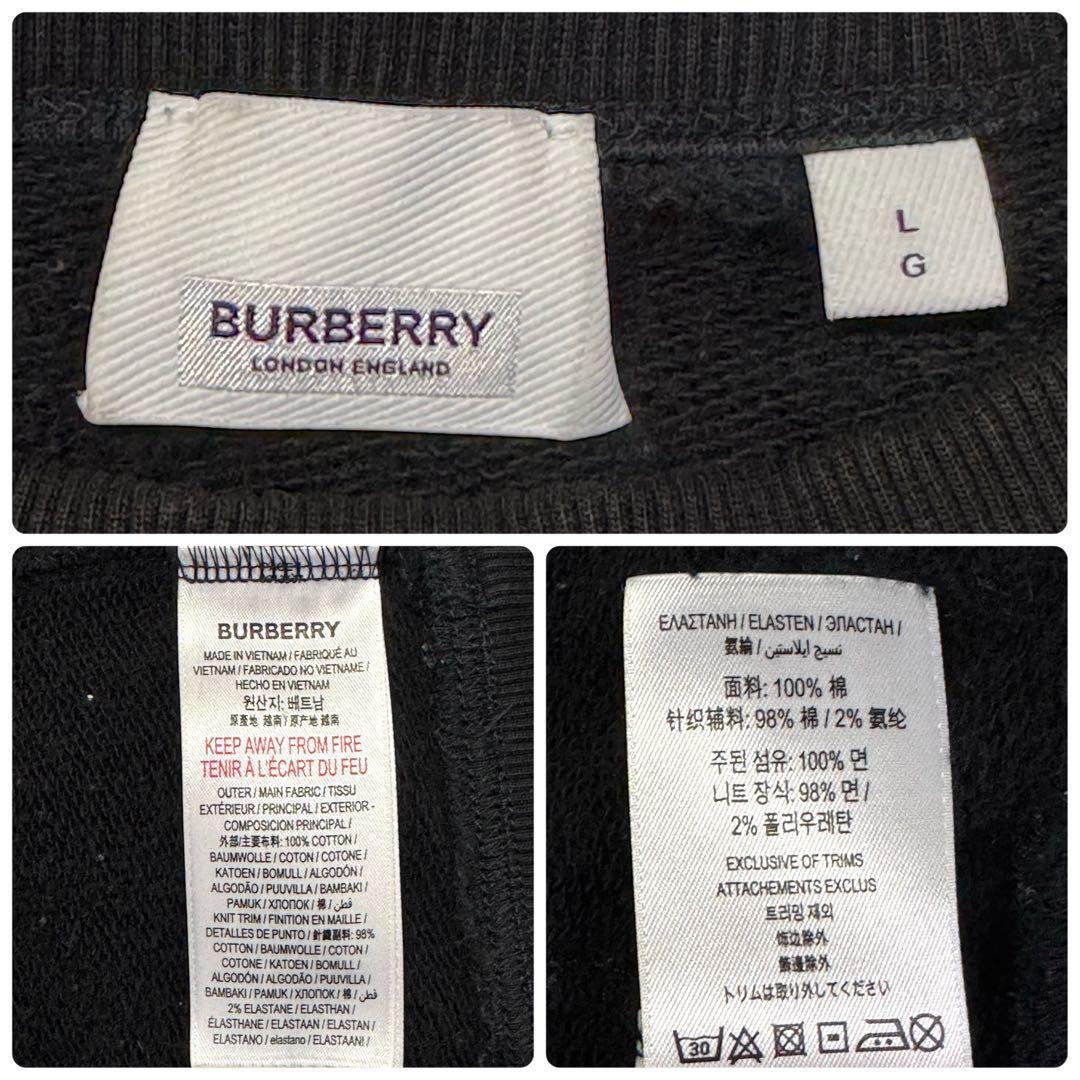 BURBERRY
LONDON ENGLAND
L
G
BURBERRY
MADE IN VIETNAM / FABRIQUÉ AU
VIETNAM / FABRICADO NO VIETNAME /
HECHO EN VIETNAM
원산지: 베트남
原產地 越南 / 原产地 越南
KEEP AWAY FROM FIRE
TENIR À L'ÉCART DU FEU
OUTER / MAIN FABRIC / TISSU
EXTÉRIEUR / PRINCIPAL / EXTERIOR -
COMPOSICION PRINCIPAL /
外部/主要布料: 100% COTTON /
BAUMWOLLE / COTON / COTONE /
KATOEN / BOMULL / ALGODÓN /
ALGODÃO / PUUVILLA / BAMBAKI /
PAMUK / ХЛОПОК / 棉 / قطن /
KNIT TRIM / FINITION EN MAILLE /
DETALLES DE PUNTO / 針織副料: 98%
COTTON / BAUMWOLLE / COTON /
COTONE / KATOEN / BOMULL /
ALGODÓN / ALGODÃO / PUUVILLA /
BAMBAKI / PAMUK / ХЛОПОК / 棉 / قطن /
2% ELASTANE / ELASTHAN /
ÉLASTHANE / ELASTAAN / ELASTAN /
ELASTANO / elastano / ELASTAANI /
ΕΛΑΣΤΑΝΗ / ELASTEN / ЭПАСТАН /
氨綸 / نسيج إيلاستين
面料: 100% 棉
针织辅料: 98% 棉 / 2% 氨纶
주된 섬유: 100% 면
니트 장식: 98% 면 /
2% 폴리우레탄
EXCLUSIVE OF TRIMS
ATTACHEMENTS EXCLUS
트리밍 제외
饰边除外
飾邊除外
トリムは取り外してください
30